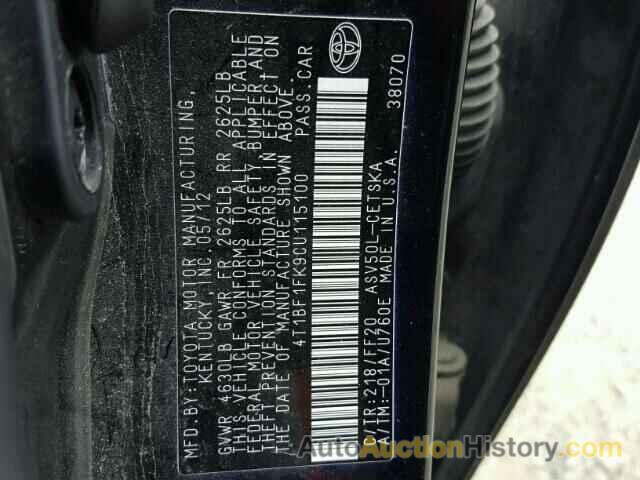 MFD. BY:TOYOTA MOTOR MANUFACTURING,
KENTUCKY, INC. 05/12
GVWR 4630LB GAWR FR 2625LB RR 2625LB
THIS VEHICLE CONFORMS TO ALL APPLICABLE
FEDERAL MOTOR VEHICLE SAFETY, BUMPER AND
THEFT PREVENTION STANDARDS IN EFFECT ON
THE DATE OF MANUFACTURE SHOWN ABOVE.
4T1BF1FK9CU115100 PASS. CAR
C/TR:218/FF20 ASV50L-CETSKA
A/TM:-01A/U760E MADE IN U.S.A.
38070
AutoBidMaster.com